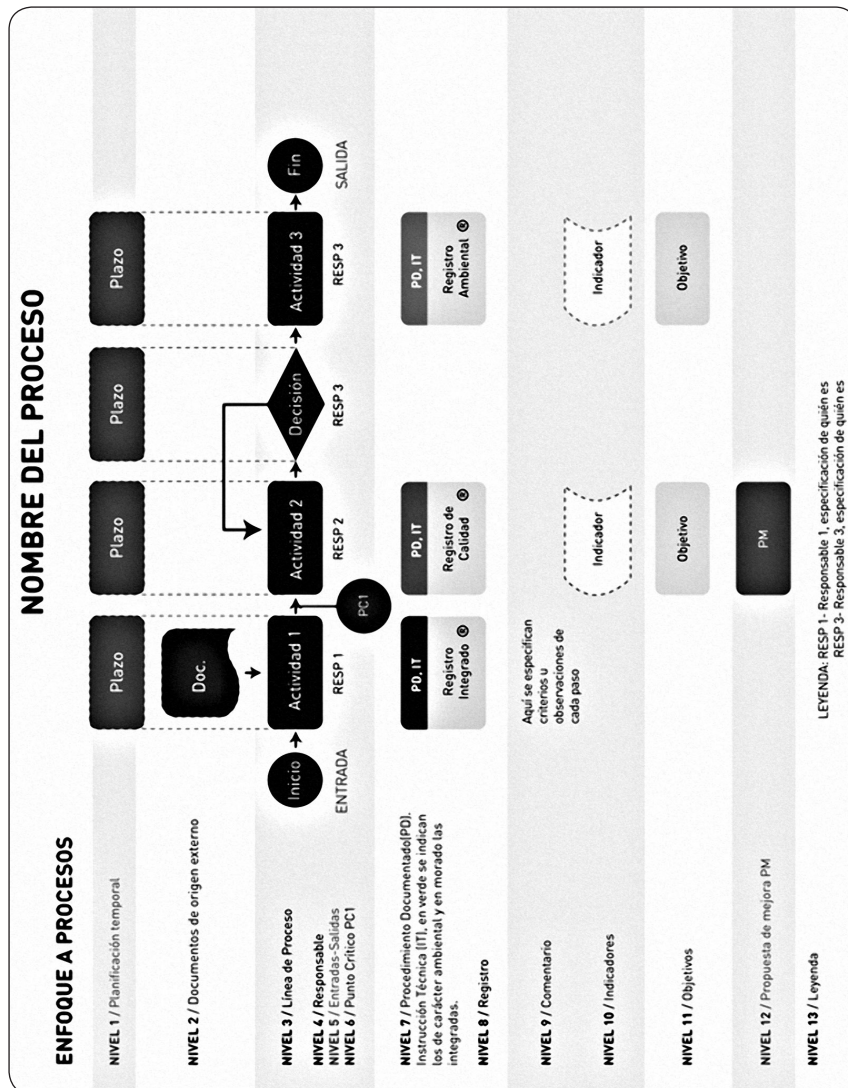 NOMBRE DEL PROCESO
ENFOQUE A PROCESOS
NIVEL 1 / Planificación temporal
Plazo
Plazo
Plazo
Plazo
NIVEL 2 / Documentos de origen externo
Doc.
NIVEL 3 / Línea de Proceso
Inicio
Actividad 1
Actividad 2
Decisión
Actividad 3
Fin
NIVEL 4 / Responsable
NIVEL 5 / Entradas-Salidas
NIVEL 6 / Punto Crítico PC1
ENTRADA
RESP 1
RESP 2
RESP 3
RESP 3
SALIDA
PC1
NIVEL 7 / Procedimiento Documentado(PD).
Instrucción Técnica (IT), en verde se indican
los de carácter ambiental y en morado las
integradas.
PD, IT
PD, IT
PD, IT
NIVEL 8 / Registro
Registro
Integrado ®
Registro de
Calidad ®
Registro
Ambiental ®
NIVEL 9 / Comentario
Aquí se especifican
criterios u
observaciones de
cada paso
NIVEL 10 / Indicadores
Indicador
Indicador
NIVEL 11 / Objetivos
Objetivo
Objetivo
NIVEL 12 / Propuesta de mejora PM
PM
NIVEL 13 / Leyenda
LEYENDA: RESP 1- Responsable 1, especificación de quién es
RESP 3- Responsable 3, especificación de quién es